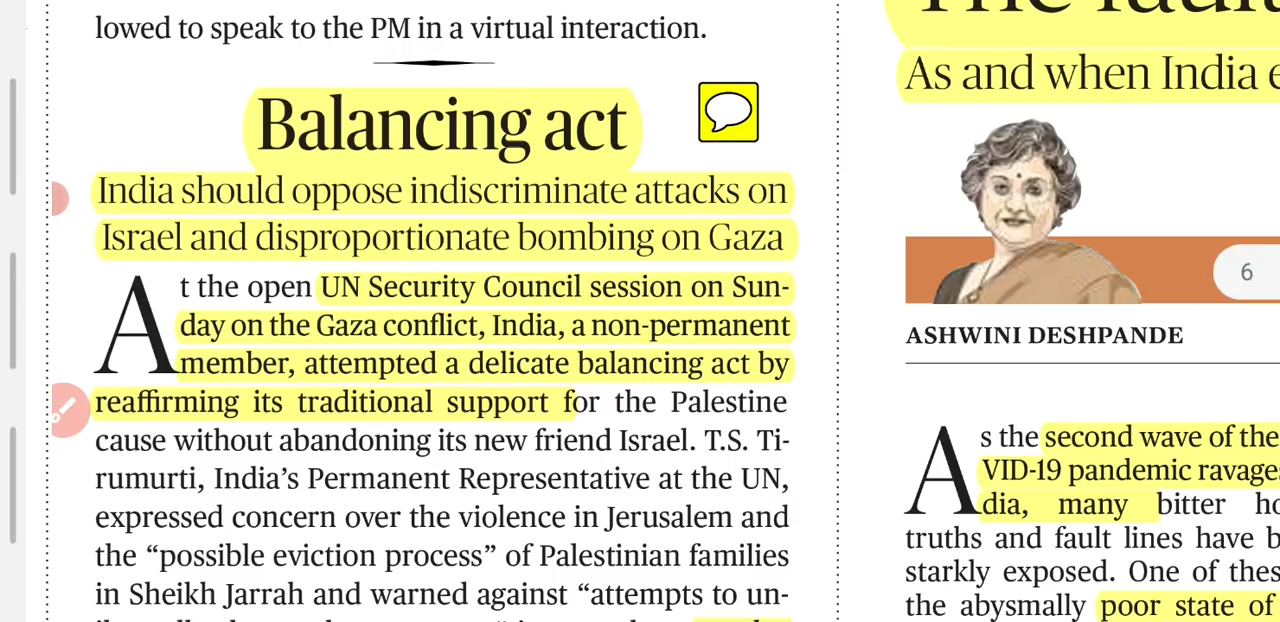 lowed to speak to the PM in a virtual interaction.
Balancing act
India should oppose indiscriminate attacks on
Israel and disproportionate bombing on Gaza
At the open UN Security Council session on Sun-
day on the Gaza conflict, India, a non-permanent
member, attempted a delicate balancing act by
reaffirming its traditional support for the Palestine
cause without abandoning its new friend Israel. T.S. Ti-
rumurti, India's Permanent Representative at the UN,
expressed concern over the violence in Jerusalem and
the “possible eviction process” of Palestinian families
in Sheikh Jarrah and warned against “attempts to un-
As and when India
6
ASHWINI DESHPANDE
As the second wave of the
VID-19 pandemic ravages
dia, many bitter
truths and fault lines have
starkly exposed. One of
the abysmally poor state of